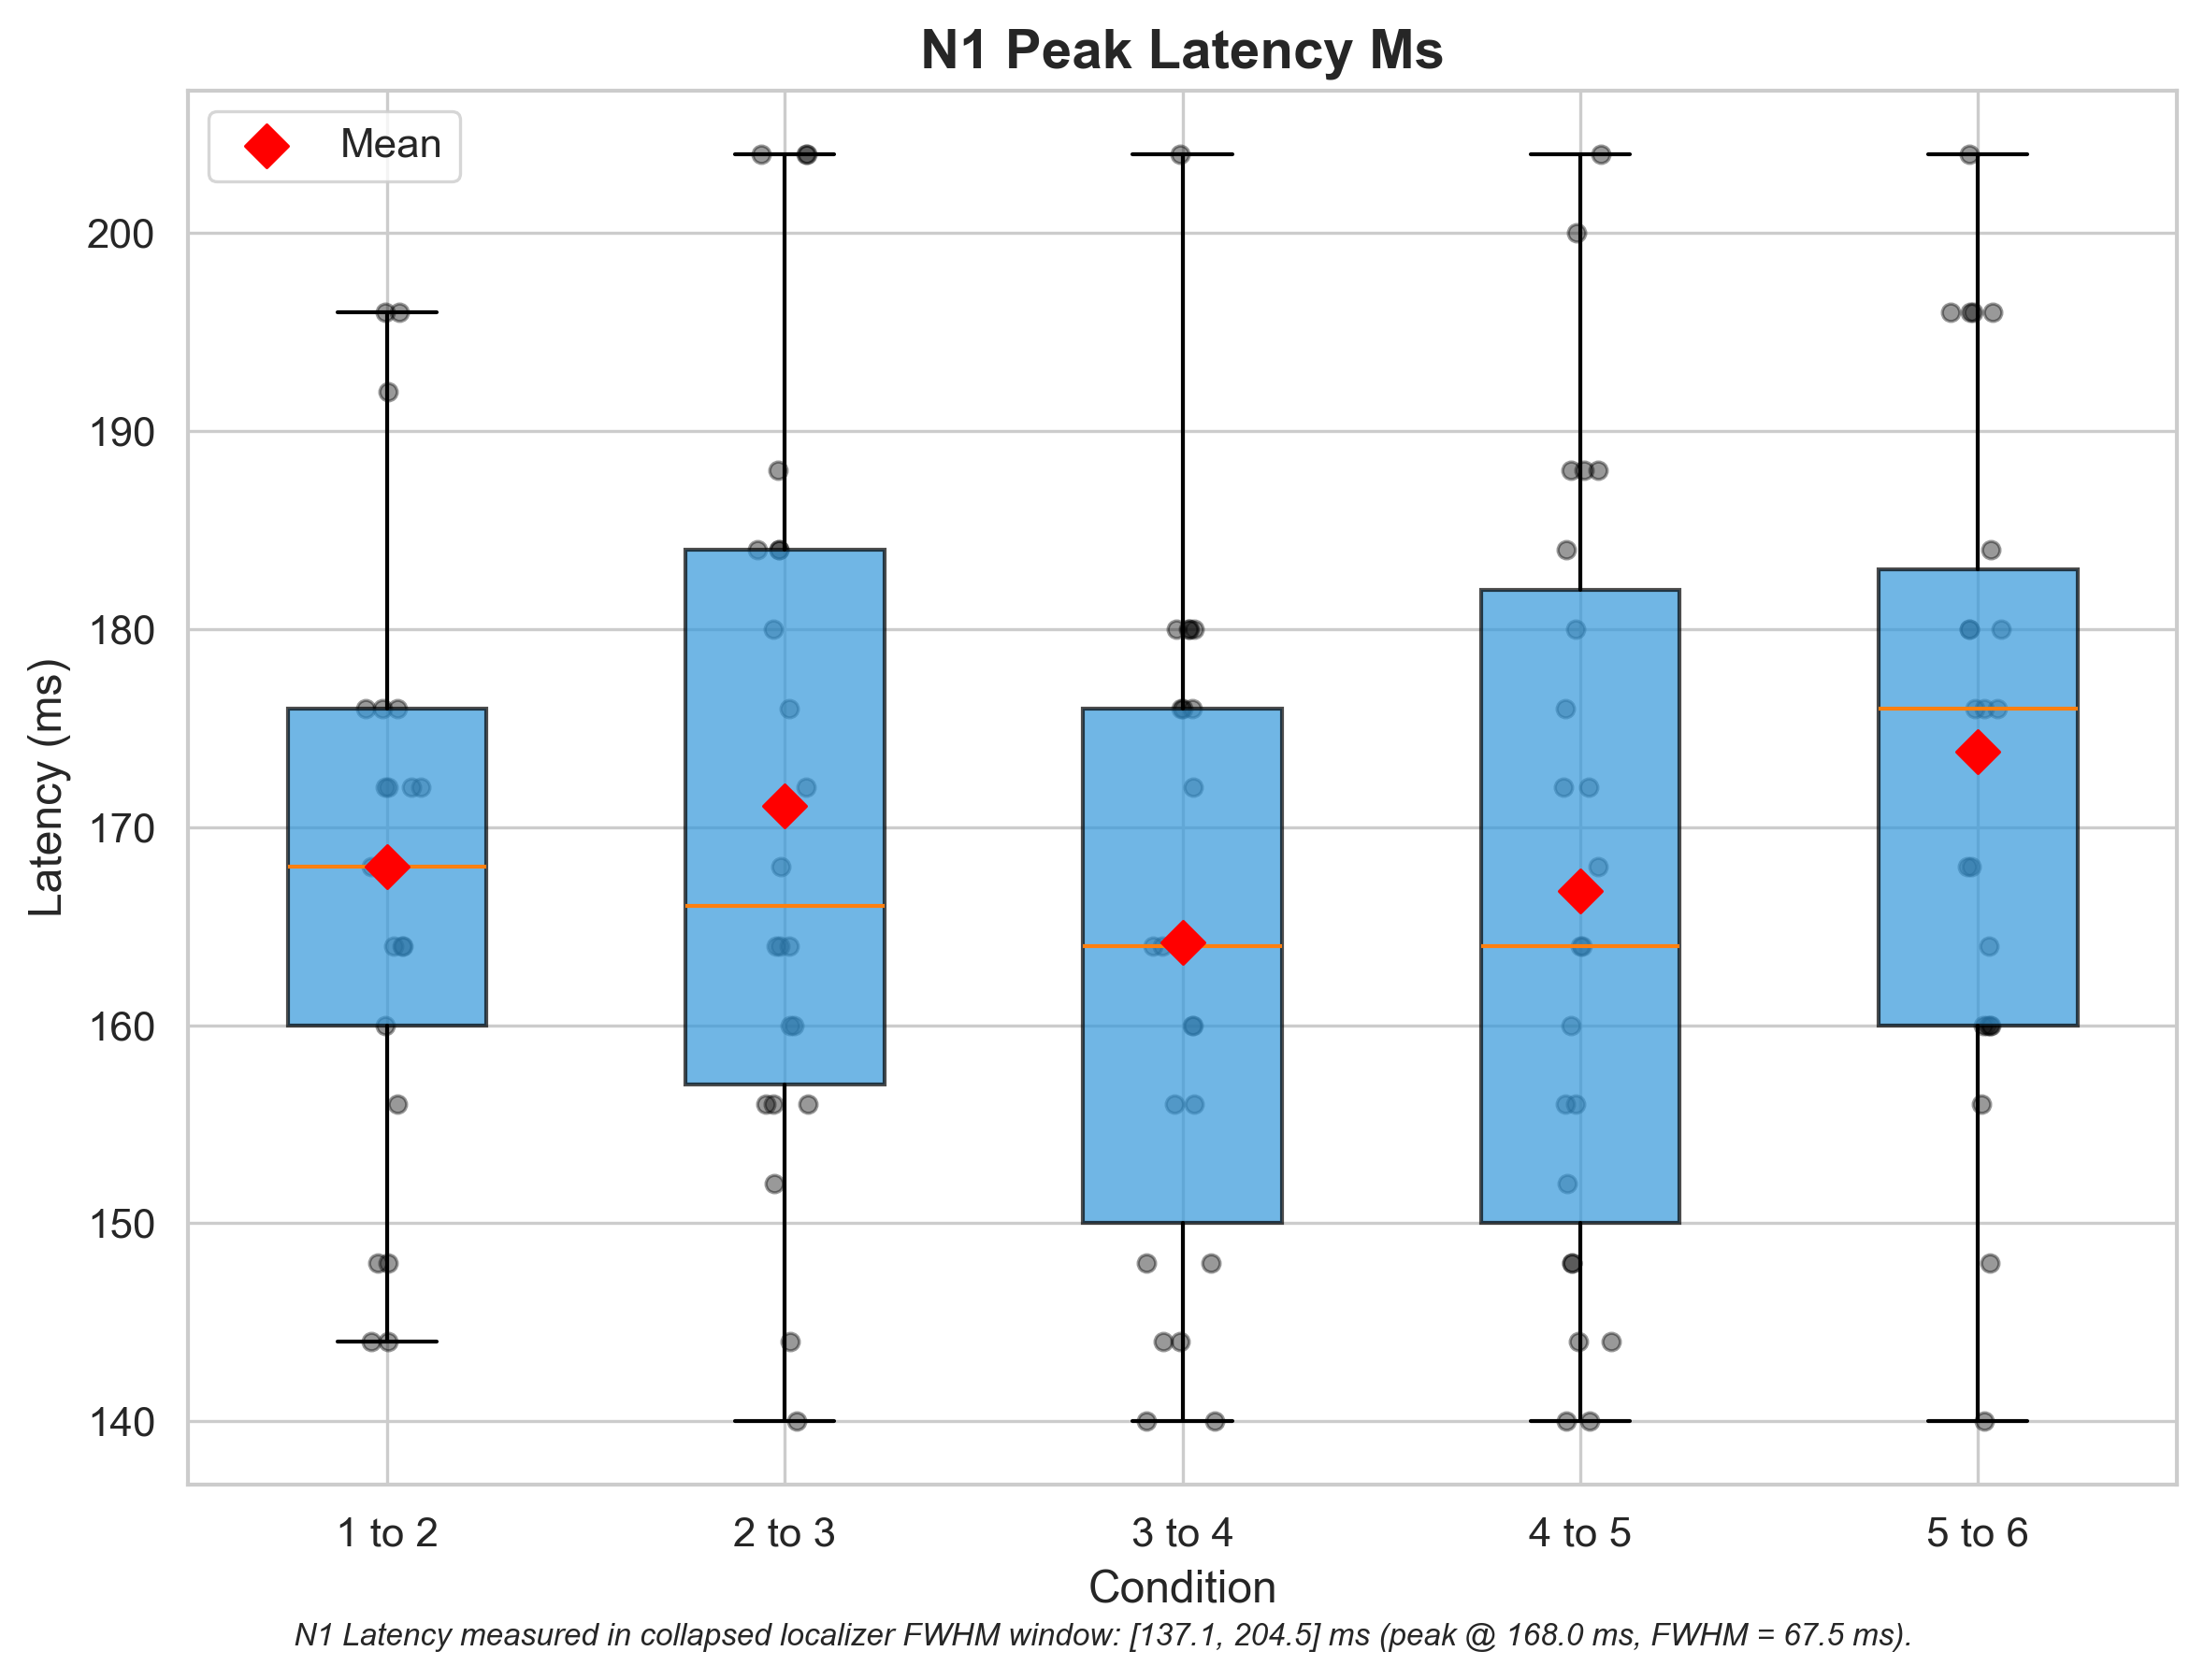 N1 Peak Latency Ms
Mean
200
190
180
170
160
150
140
Latency (ms)
1 to 2 2 to 3 3 to 4 4 to 5 5 to 6
Condition
N1 Latency measured in collapsed localizer FWHM window: [137.1, 204.5] ms (peak @ 168.0 ms, FWHM = 67.5 ms).